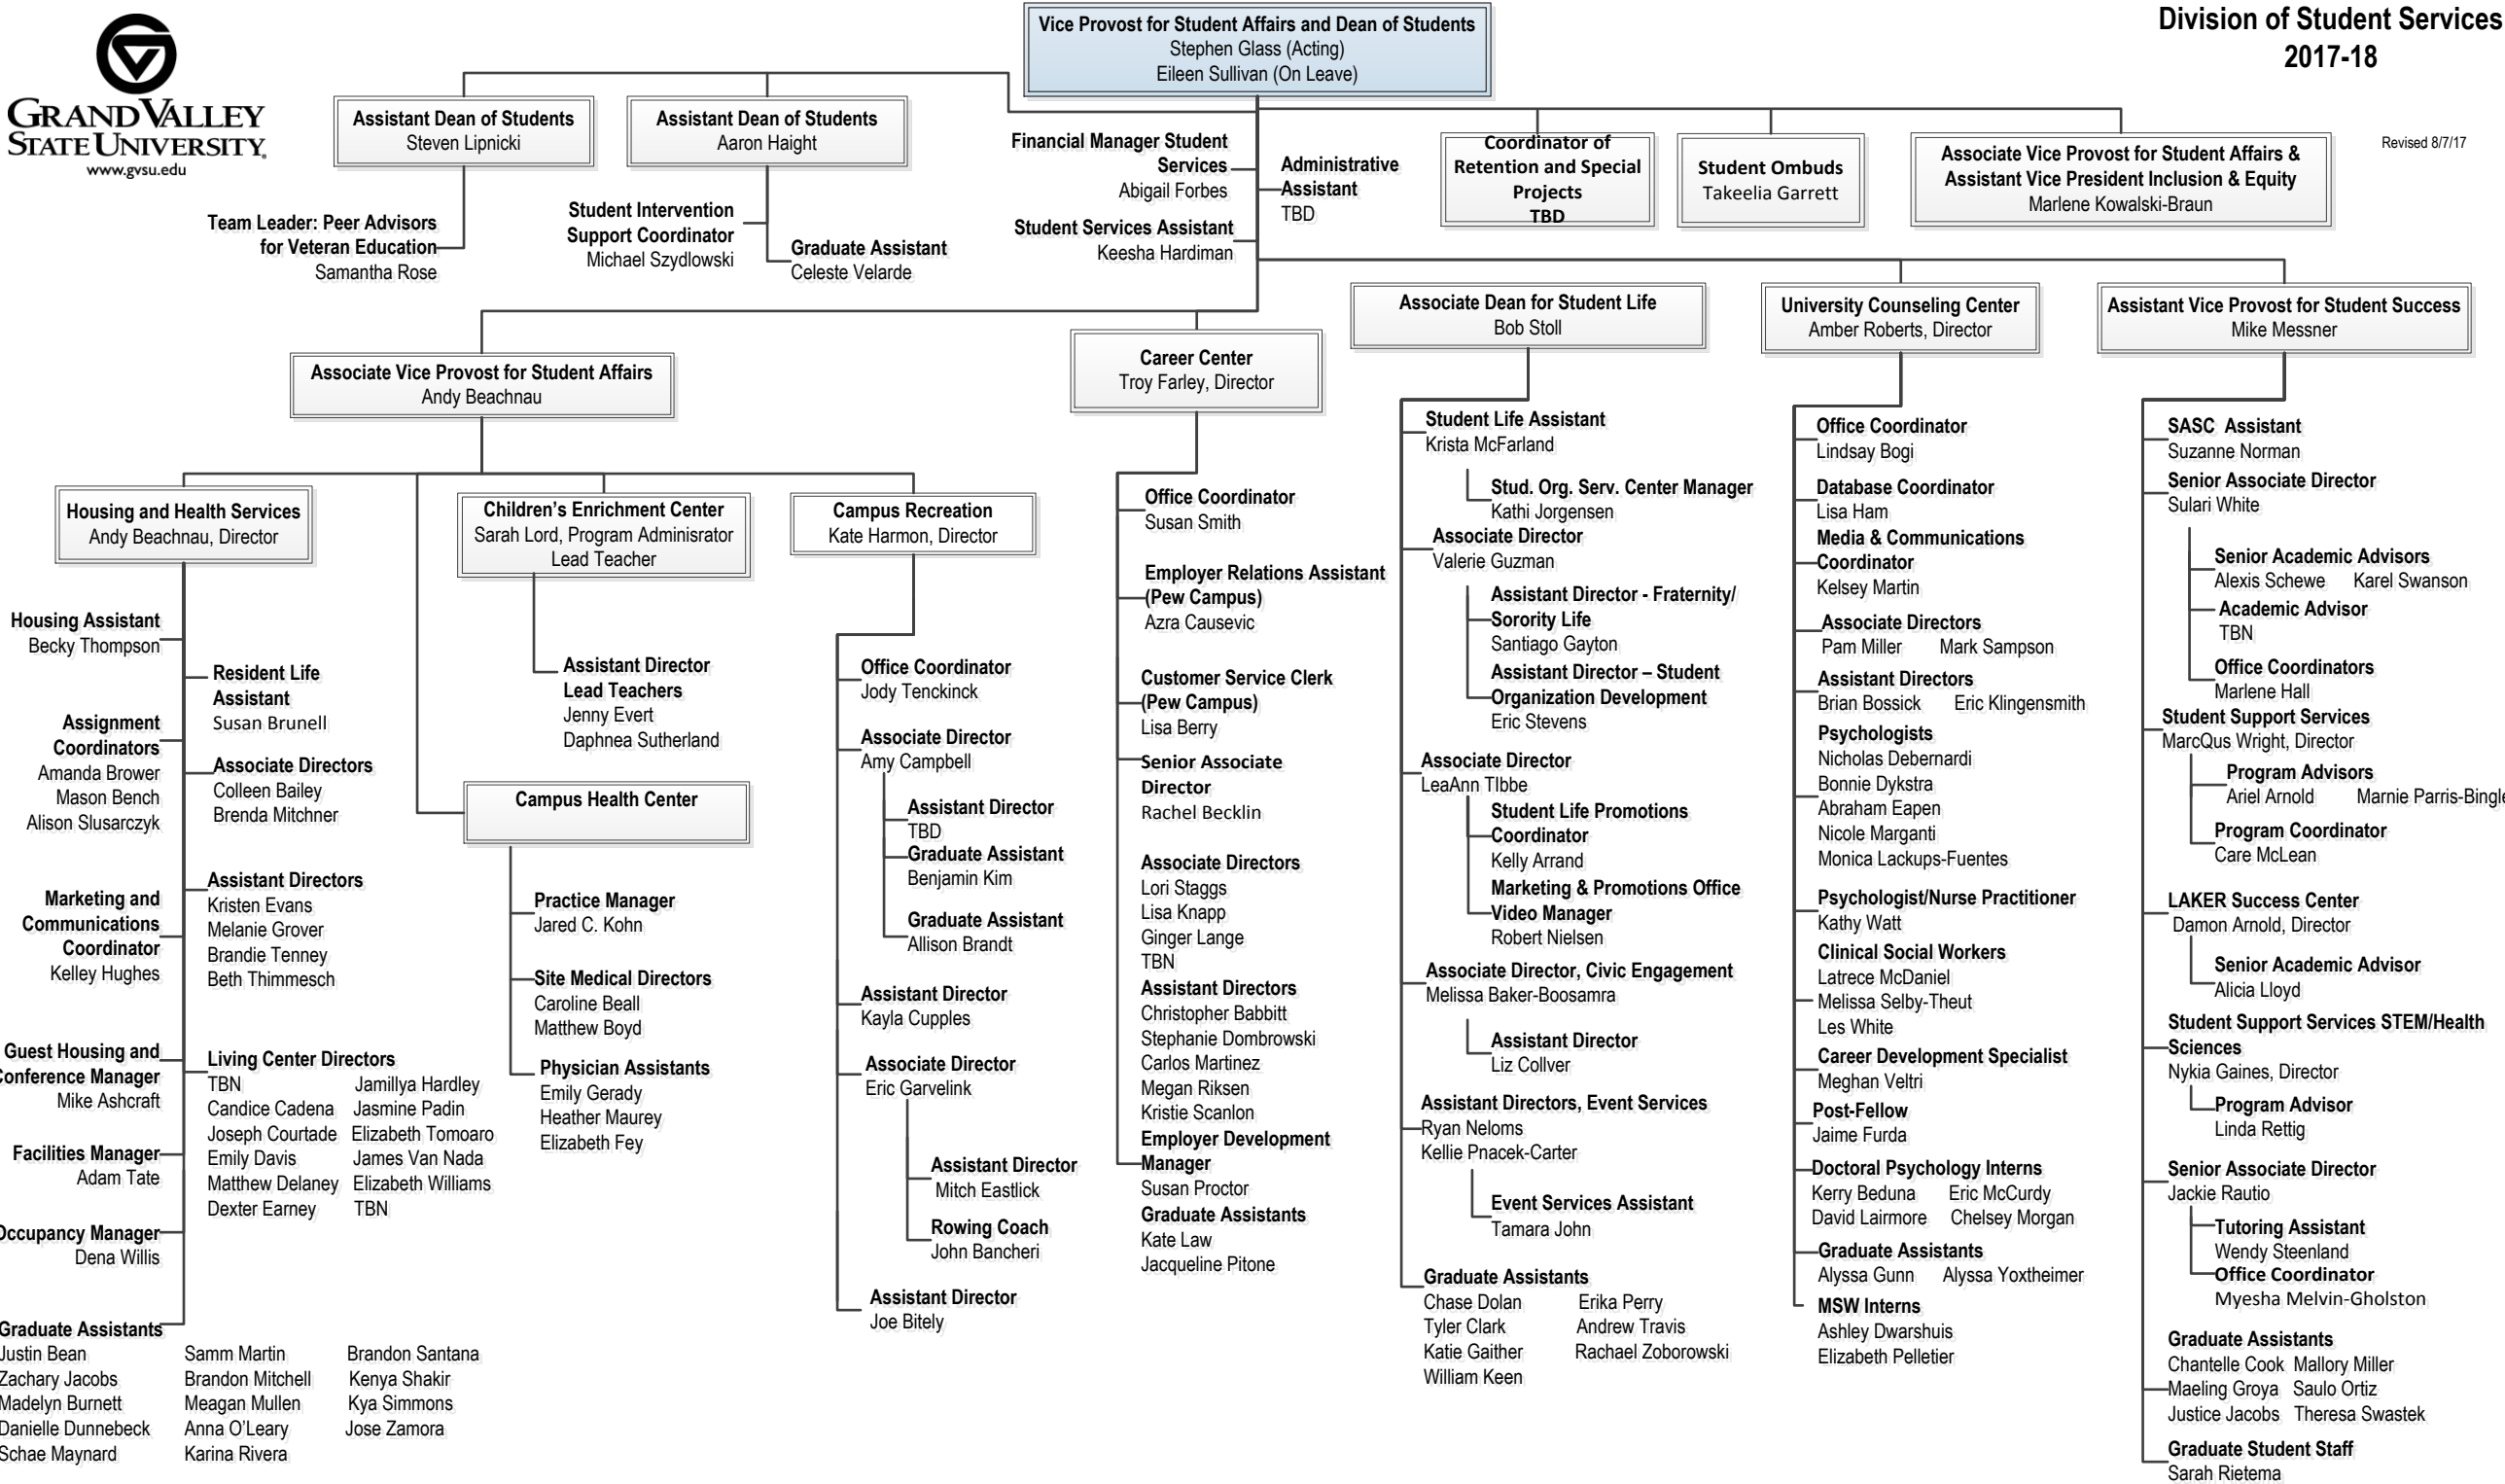 GRAND VALLEY
STATE UNIVERSITY
www.gvsu.edu
Division of Student Services
2017-18
Revised 8/7/17
Vice Provost for Student Affairs and Dean of Students
Stephen Glass (Acting)
Eileen Sullivan (On Leave)
Assistant Dean of Students
Steven Lipnicki
Team Leader: Peer Advisors
for Veteran Education
Samantha Rose
Assistant Dean of Students
Aaron Haight
Student Intervention
Support Coordinator
Michael Szydlowski
Graduate Assistant
Celeste Velarde
Financial Manager Student
Services
Abigail Forbes
Student Services Assistant
Keesha Hardiman
Administrative
Assistant
TBD
Coordinator of
Retention and Special
Projects
TBD
Student Ombuds
Takeelia Garrett
Associate Vice Provost for Student Affairs &
Assistant Vice President Inclusion & Equity
Marlene Kowalski-Braun
Associate Vice Provost for Student Affairs
Andy Beachnau
Housing and Health Services
Andy Beachnau, Director
Housing Assistant
Becky Thompson
Resident Life
Assistant
Susan Brunell
Assignment
Coordinators
Amanda Brower
Mason Bench
Alison Slusarczyk
Associate Directors
Colleen Bailey
Brenda Mitchner
Marketing and
Communications
Coordinator
Kelley Hughes
Assistant Directors
Kristen Evans
Melanie Grover
Brandie Tenney
Beth Thimmesch
Guest Housing and
Conference Manager
Mike Ashcraft
Living Center Directors
TBN Jamillya Hardley
Candice Cadena Jasmine Padin
Joseph Courtade Elizabeth Tomoaro
Emily Davis James Van Nada
Matthew Delaney Elizabeth Williams
Dexter Earney TBN
Facilities Manager
Adam Tate
Occupancy Manager
Dena Willis
Graduate Assistants
Justin Bean Samm Martin Brandon Santana
Zachary Jacobs Brandon Mitchell Kenya Shakir
Madelyn Burnett Meagan Mullen Kya Simmons
Danielle Dunnebeck Anna O'Leary Jose Zamora
Schae Maynard Karina Rivera
Children's Enrichment Center
Sarah Lord, Program Adminisrator
Lead Teacher
Assistant Director
Lead Teachers
Jenny Evert
Daphnea Sutherland
Campus Health Center
Practice Manager
Jared C. Kohn
Site Medical Directors
Caroline Beall
Matthew Boyd
Physician Assistants
Emily Gerady
Heather Maurey
Elizabeth Fey
Campus Recreation
Kate Harmon, Director
Office Coordinator
Jody Tenckinck
Associate Director
Amy Campbell
Assistant Director
TBD
Graduate Assistant
Benjamin Kim
Graduate Assistant
Allison Brandt
Assistant Director
Kayla Cupples
Associate Director
Eric Garvelink
Assistant Director
Mitch Eastlick
Rowing Coach
John Bancheri
Assistant Director
Joe Bitely
Career Center
Troy Farley, Director
Office Coordinator
Susan Smith
Employer Relations Assistant
(Pew Campus)
Azra Causevic
Customer Service Clerk
(Pew Campus)
Lisa Berry
Senior Associate
Director
Rachel Becklin
Associate Directors
Lori Staggs
Lisa Knapp
Ginger Lange
TBN
Assistant Directors
Christopher Babbitt
Stephanie Dombrowski
Carlos Martinez
Megan Riksen
Kristie Scanlon
Employer Development
Manager
Susan Proctor
Graduate Assistants
Kate Law
Jacqueline Pitone
Associate Dean for Student Life
Bob Stoll
Student Life Assistant
Krista McFarland
Stud. Org. Serv. Center Manager
Kathi Jorgensen
Associate Director
Valerie Guzman
Assistant Director - Fraternity/
Sorority Life
Santiago Gayton
Assistant Director – Student
Organization Development
Eric Stevens
Associate Director
LeaAnn TIbbe
Student Life Promotions
Coordinator
Kelly Arrand
Marketing & Promotions Office
Video Manager
Robert Nielsen
Associate Director, Civic Engagement
Melissa Baker-Boosamra
Assistant Director
Liz Collver
Assistant Directors, Event Services
Ryan Neloms
Kellie Pnacek-Carter
Event Services Assistant
Tamara John
Graduate Assistants
Chase Dolan Erika Perry
Tyler Clark Andrew Travis
Katie Gaither Rachael Zoborowski
William Keen
University Counseling Center
Amber Roberts, Director
Office Coordinator
Lindsay Bogi
Database Coordinator
Lisa Ham
Media & Communications
Coordinator
Kelsey Martin
Associate Directors
Pam Miller Mark Sampson
Assistant Directors
Brian Bossick Eric Klingensmith
Psychologists
Nicholas Debernardi
Bonnie Dykstra
Abraham Eapen
Nicole Marganti
Monica Lackups-Fuentes
Psychologist/Nurse Practitioner
Kathy Watt
Clinical Social Workers
Latrece McDaniel
Melissa Selby-Theut
Les White
Career Development Specialist
Meghan Veltri
Post-Fellow
Jaime Furda
Doctoral Psychology Interns
Kerry Beduna Eric McCurdy
David Lairmore Chelsey Morgan
Graduate Assistants
Alyssa Gunn Alyssa Yoxtheimer
MSW Interns
Ashley Dwarshuis
Elizabeth Pelletier
Assistant Vice Provost for Student Success
Mike Messner
SASC Assistant
Suzanne Norman
Senior Associate Director
Sulari White
Senior Academic Advisors
Alexis Schewe Karel Swanson
Academic Advisor
TBN
Office Coordinators
Marlene Hall
Student Support Services
MarcQus Wright, Director
Program Advisors
Ariel Arnold Marnie Parris-Bingle
Program Coordinator
Care McLean
LAKER Success Center
Damon Arnold, Director
Senior Academic Advisor
Alicia Lloyd
Student Support Services STEM/Health
Sciences
Nykia Gaines, Director
Program Advisor
Linda Rettig
Senior Associate Director
Jackie Rautio
Tutoring Assistant
Wendy Steenland
Office Coordinator
Myesha Melvin-Gholston
Graduate Assistants
Chantelle Cook Mallory Miller
Maeling Groya Saulo Ortiz
Justice Jacobs Theresa Swastek
Graduate Student Staff
Sarah Rietema